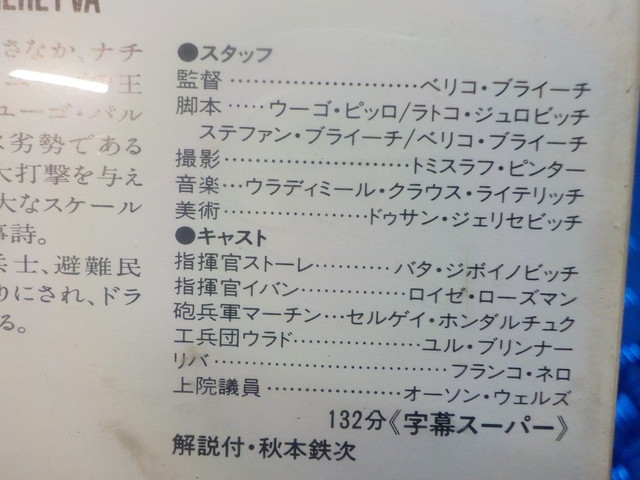 NERETVA
さなか、ナチ
王
ューゴ・パル
劣勢である
大打撃を与え
大なスケール
事詩。
兵士、避難民
りにされ、ドラ
る。
●スタッフ
監督……………………ベリコ・ブライーチ
脚本……ウーゴ・ピッロ/ラトコ・ジュロビッチ
ステファン・ブライーチ/ベリコ・ブライーチ
撮影……………………トミスラフ・ピンター
音楽…ウラディミール・クラウス・ライテリッチ
美術………………ドゥサン・ジェリセビッチ
●キャスト
指揮官ストーレ…………バタ・ジボイノビッチ
指揮官イバン……………ロイゼ・ローズマン
砲兵軍マーチン…セルゲイ・ホンダルチュク
工兵団ウラド……………ユル・ブリンナー
リバ…………………………フランコ・ネロ
上院議員………………オーソン・ウェルズ
132分《字幕スーパー》
解説付・秋本鉄次